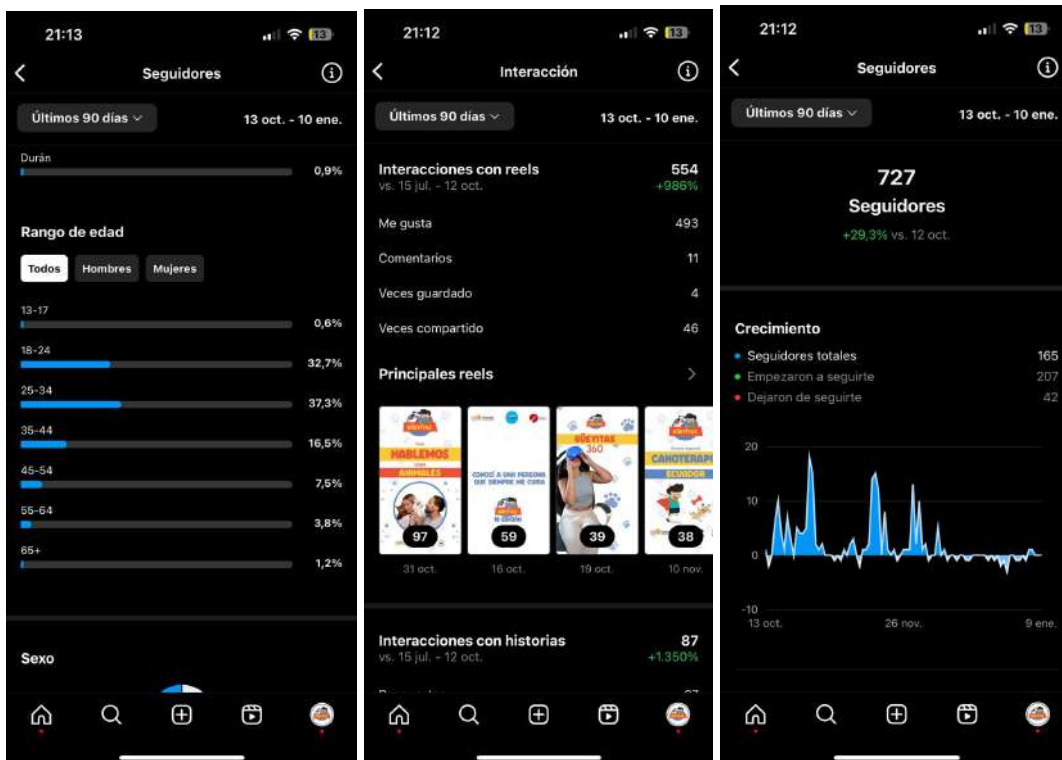 21:13
13
Seguidores
Últimos 90 días
13 oct. - 10 ene.
Durán
0,9%
Rango de edad
Todos Hombres Mujeres
13-17
0,6%
18-24
32,7%
25-34
37,3%
35-44
16,5%
45-54
7,5%
55-64
3,8%
65+
1,2%
Sexo
21:12
13
Interacción
Últimos 90 días
13 oct. - 10 ene.
Interacciones con reels 554
vs. 15 jul. - 12 oct. +986%
Me gusta 493
Comentarios 11
Veces guardado 4
Veces compartido 46
Principales reels
HABLEMOS
ANIMALES
97
31 oct.
CONOCÍ A UNA PERSONA
QUE SIEMPRE ME CUIDA
59
16 oct.
GÜEYITAS
360
39
19 oct.
CANOTERAPI
ECUADOR
38
10 nov.
Interacciones con historias 87
vs. 15 jul. - 12 oct. +1.350%
21:12
13
Seguidores
Últimos 90 días
13 oct. - 10 ene.
727
Seguidores
+29,3% vs. 12 oct.
Crecimiento
Seguidores totales 165
Empezaron a seguirte 207
Dejaron de seguirte 42
20
10
0
-10
13 oct. 26 nov. 9 ene.